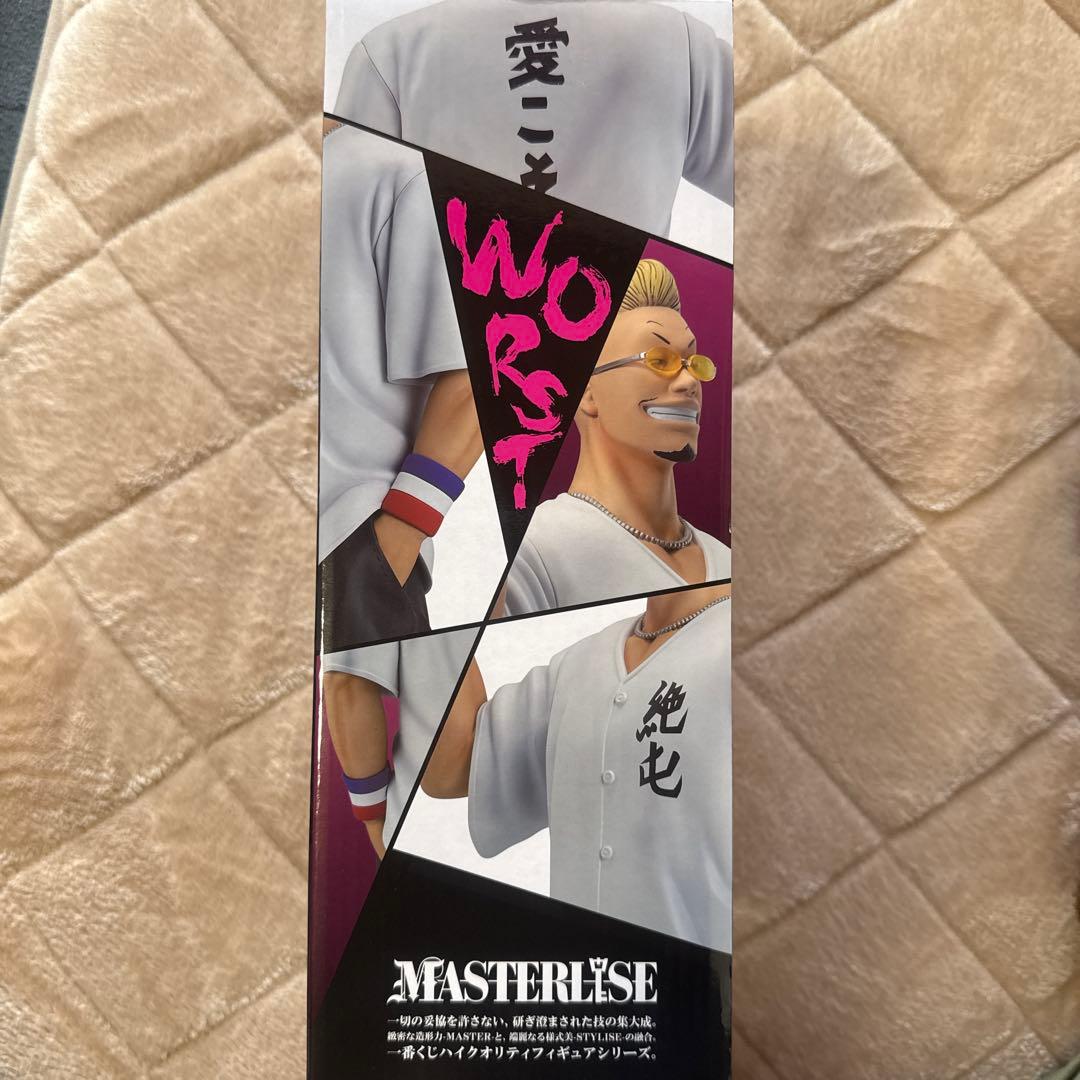 愛こそ
WORST
絶屯
MASTERLISE
一切の妥協を許さない、研ぎ澄まされた技の集大成。
緻密な造形力-MASTER-と、端麗なる様式美-STYLISE-の融合。
一番くじハイクオリティフィギュアシリーズ。